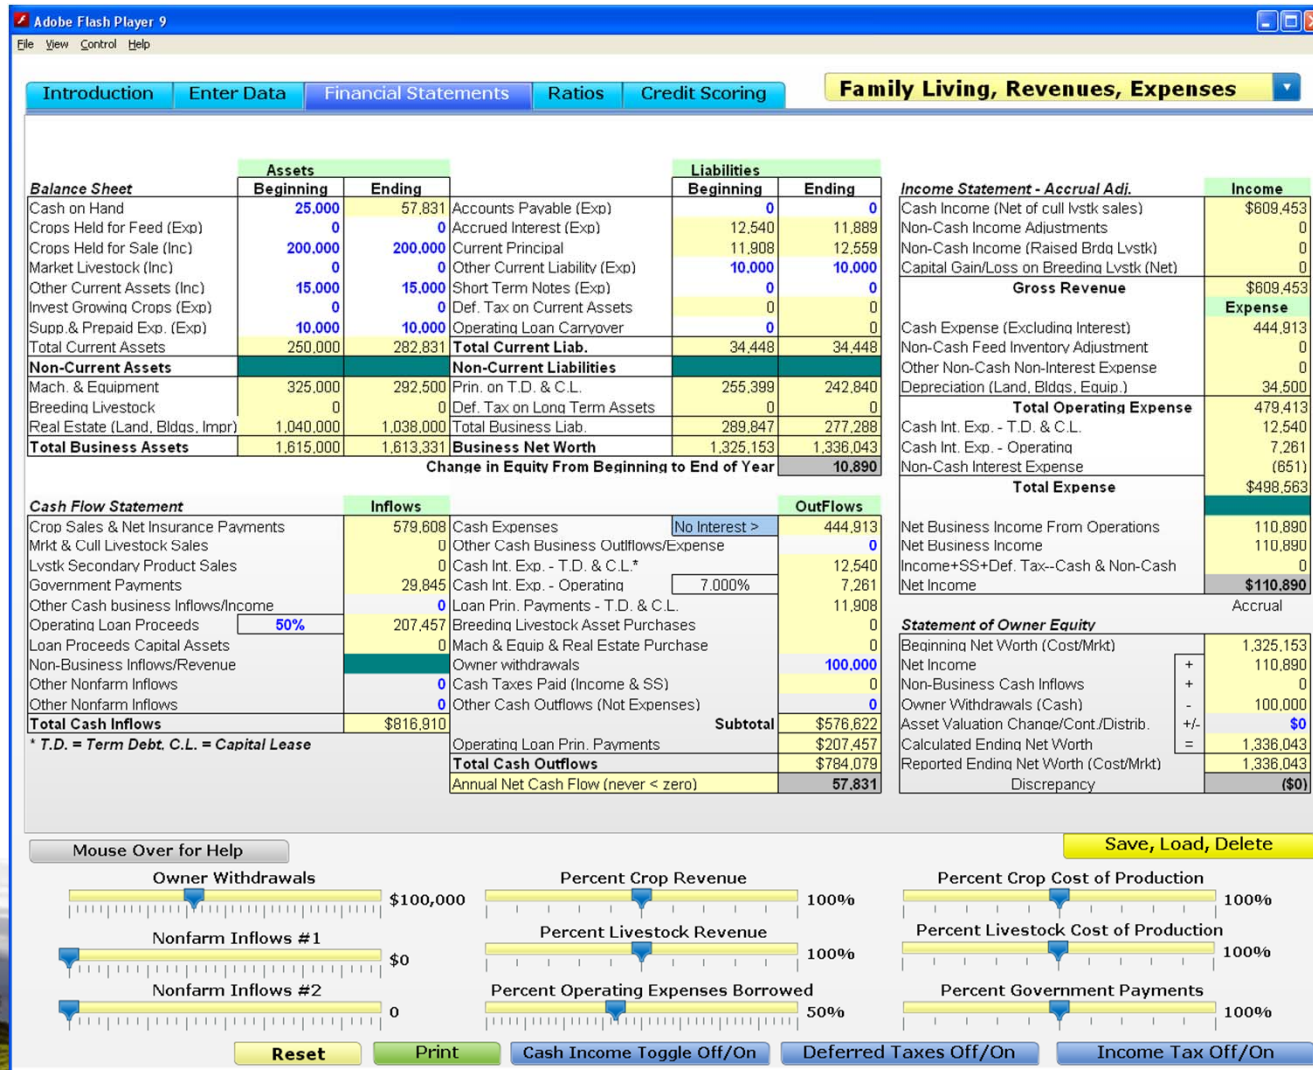 Adobe Flash Player 9
File View Control Help
Introduction Enter Data Financial Statements Ratios Credit Scoring Family Living, Revenues, Expenses
Assets Liabilities
Balance Sheet Beginning Ending Beginning Ending Income Statement - Accrual Adj. Income
Cash on Hand 25,000 57,831 Accounts Payable (Exp) 0 0 Cash Income (Net of cull lvstk sales) $609,453
Crops Held for Feed (Exp) 0 0 Accrued Interest (Exp) 12,540 11,889 Non-Cash Income Adjustments 0
Crops Held for Sale (Inc) 200,000 200,000 Current Principal 11,908 12,559 Non-Cash Income (Raised Brdg Lvstk) 0
Market Livestock (Inc) 0 0 Other Current Liability (Exp) 10,000 10,000 Capital Gain/Loss on Breeding Lvstk (Net) 0
Other Current Assets (Inc) 15,000 15,000 Short Term Notes (Exp) 0 0 Gross Revenue $609,453
Invest Growing Crops (Exp) 0 0 Def. Tax on Current Assets 0 0 Expense
Supp.& Prepaid Exp. (Exp) 10,000 10,000 Operating Loan Carryover 0 0 Cash Expense (Excluding Interest) 444,913
Total Current Assets 250,000 282,831 Total Current Liab. 34,448 34,448 Non-Cash Feed Inventory Adjustment 0
Non-Current Assets Non-Current Liabilities Other Non-Cash Non-Interest Expense 0
Mach. & Equipment 325,000 292,500 Prin. on T.D. & C.L. 255,399 242,840 Depreciation (Land, Bldgs, Equip.) 34,500
Breeding Livestock 0 0 Def. Tax on Long Term Assets 0 0 Total Operating Expense 479,413
Real Estate (Land, Bldgs, Impr) 1,040,000 1,038,000 Total Business Liab. 289,847 277,288 Cash Int. Exp. - T.D. & C.L. 12,540
Total Business Assets 1,615,000 1,613,331 Business Net Worth 1,325,153 1,336,043 Cash Int. Exp. - Operating 7,261
Change in Equity From Beginning to End of Year 10,890 Non-Cash Interest Expense (651)
Total Expense $498,563
Cash Flow Statement Inflows OutFlows
Crop Sales & Net Insurance Payments 579,608 Cash Expenses No Interest > 444,913 Net Business Income From Operations 110,890
Mrkt & Cull Livestock Sales 0 Other Cash Business Outlflows/Expense 0 Net Business Income 110,890
Lvstk Secondary Product Sales 0 Cash Int. Exp. - T.D. & C.L.* 12,540 Income+SS+Def. Tax--Cash & Non-Cash 0
Government Payments 29,845 Cash Int. Exp. - Operating 7.000% 7,261 Net Income $110,890
Other Cash business Inflows/Income 0 Loan Prin. Payments - T.D. & C.L. 11,908 Accrual
Operating Loan Proceeds 50% 207,457 Breeding Livestock Asset Purchases 0 Statement of Owner Equity
Loan Proceeds Capital Assets 0 Mach & Equip & Real Estate Purchase 0 Beginning Net Worth (Cost/Mrkt) 1,325,153
Non-Business Inflows/Revenue Owner withdrawals 100,000 Net Income + 110,890
Other Nonfarm Inflows 0 Cash Taxes Paid (Income & SS) 0 Non-Business Cash Inflows + 0
Other Nonfarm Inflows 0 Other Cash Outflows (Not Expenses) 0 Owner Withdrawals (Cash) - 100,000
Total Cash Inflows $816,910 Subtotal $576,622 Asset Valuation Change/Cont./Distrib. +/- $0
* T.D. = Term Debt, C.L. = Capital Lease Operating Loan Prin. Payments $207,457 Calculated Ending Net Worth = 1,336,043
Total Cash Outflows $784,079 Reported Ending Net Worth (Cost/Mrkt) 1,336,043
Annual Net Cash Flow (never < zero) 57,831 Discrepancy ($0)
Mouse Over for Help Save, Load, Delete
Owner Withdrawals $100,000 Percent Crop Revenue 100% Percent Crop Cost of Production 100%
Nonfarm Inflows #1 $0 Percent Livestock Revenue 100% Percent Livestock Cost of Production 100%
Nonfarm Inflows #2 0 Percent Operating Expenses Borrowed 50% Percent Government Payments 100%
Reset Print Cash Income Toggle Off/On Deferred Taxes Off/On Income Tax Off/On